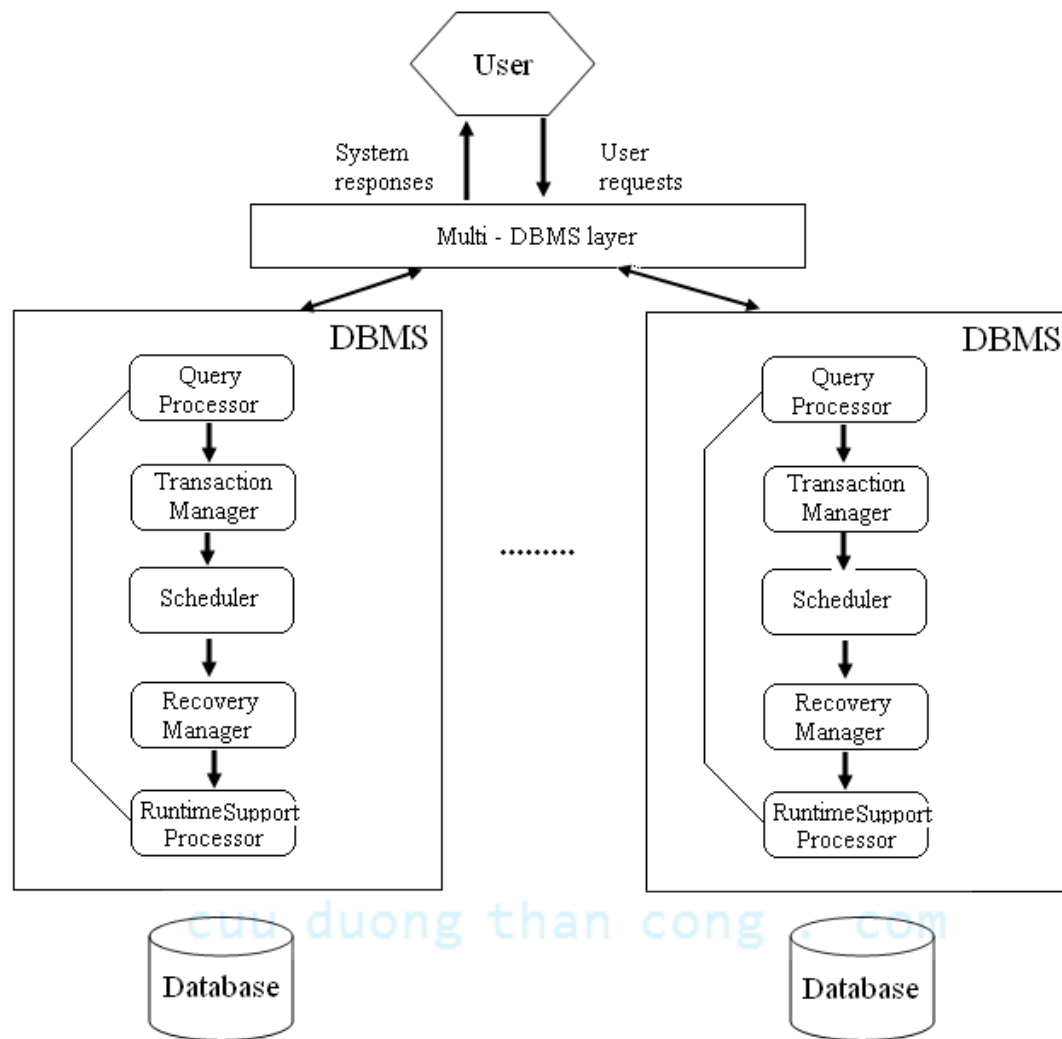 User
System
responses
User
requests
Multi - DBMS layer
DBMS
Query
Processor
Transaction
Manager
Scheduler
Recovery
Manager
RuntimeSupport
Processor
.........
DBMS
Query
Processor
Transaction
Manager
Scheduler
Recovery
Manager
RuntimeSupport
Processor
cuu duong than cong . com
Database
Database